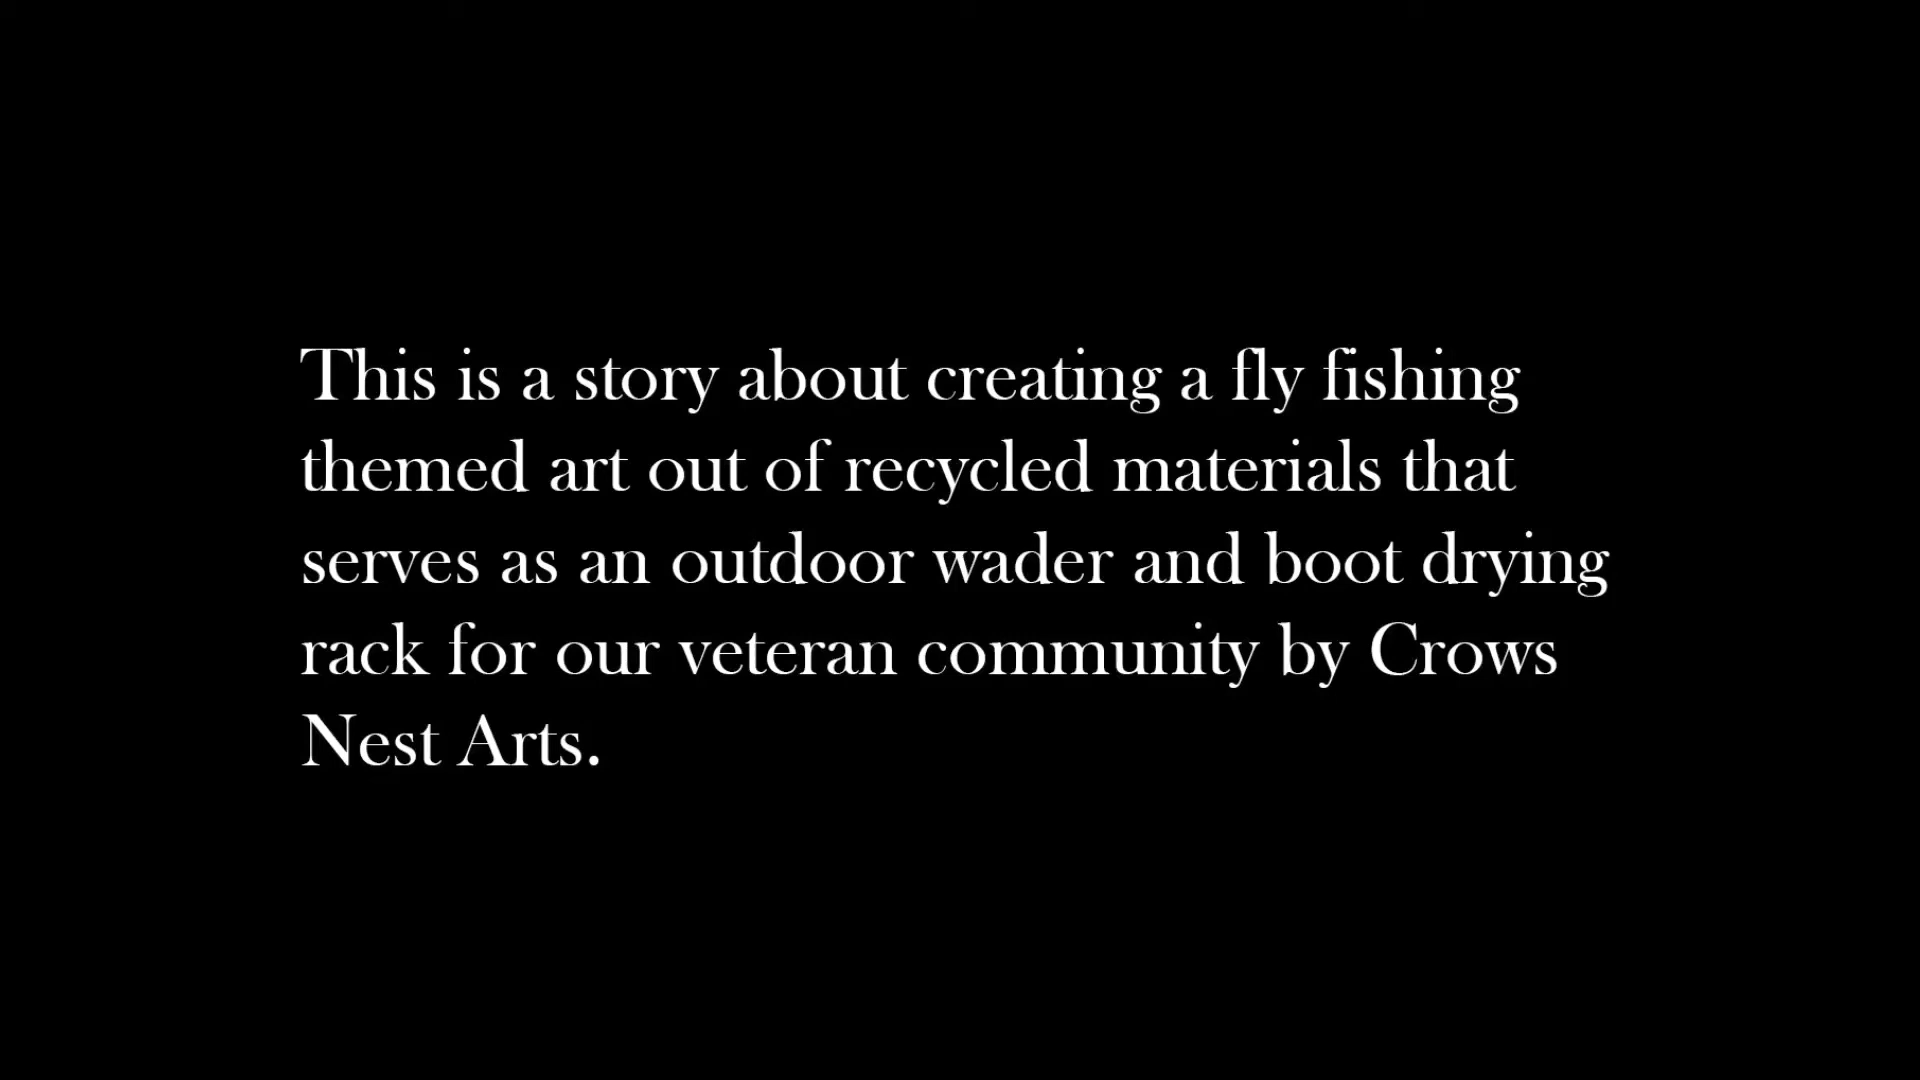 This is a story about creating a fly fishing
themed art out of recycled materials that
serves as an outdoor wader and boot drying
rack for our veteran community by Crows
Nest Arts.